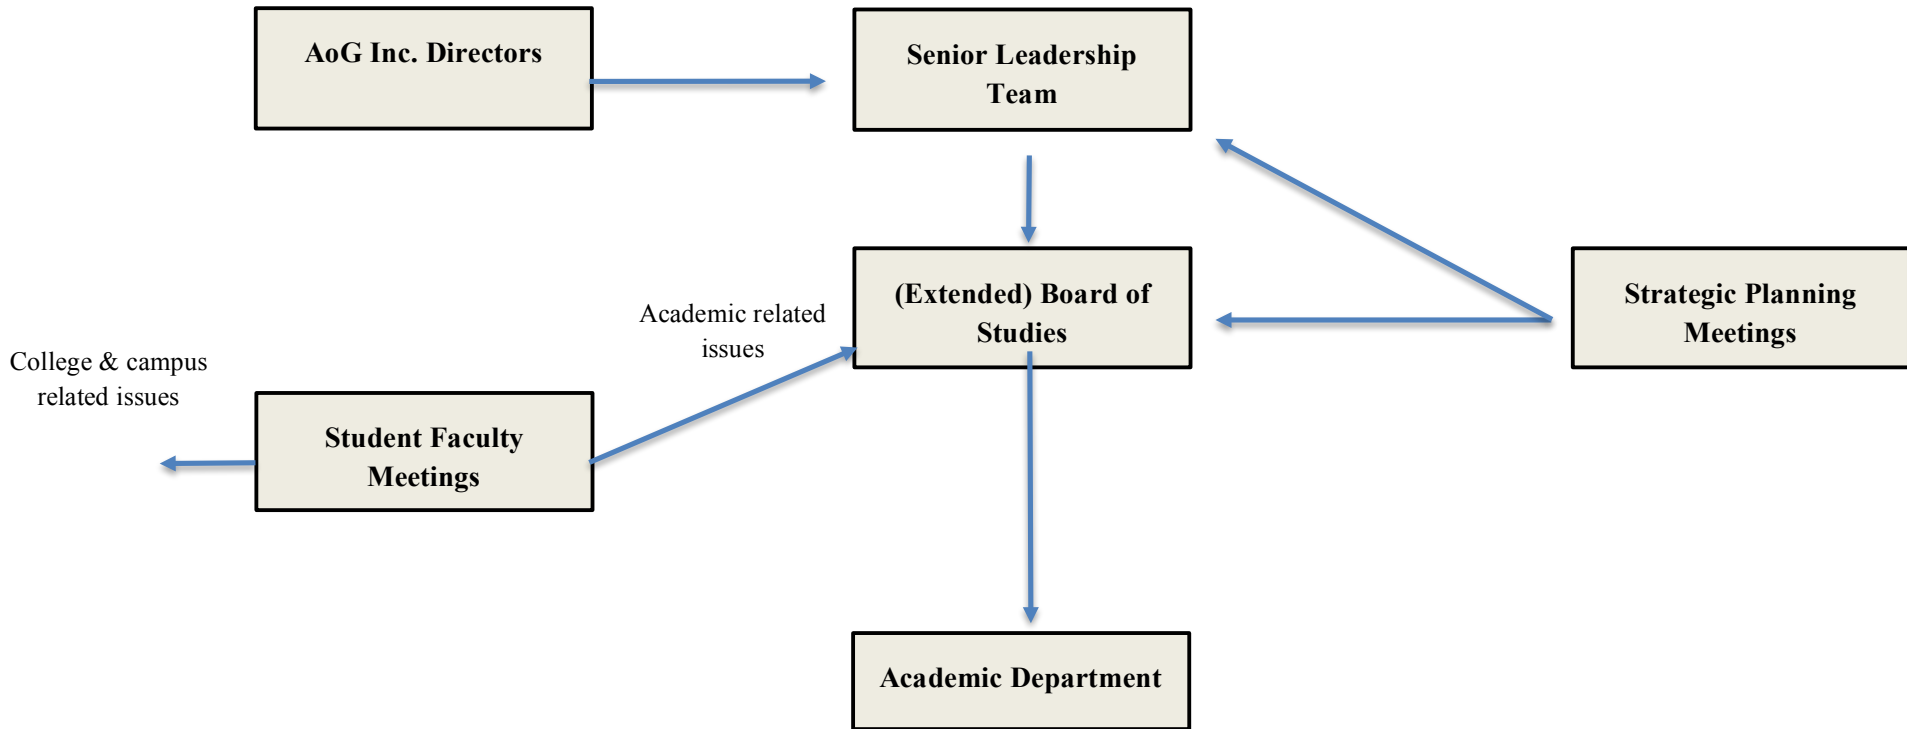 AoG Inc. Directors
Senior Leadership
Team
(Extended) Board of
Studies
Strategic Planning
Meetings
Academic related
issues
College & campus
related issues
Student Faculty
Meetings
Academic Department